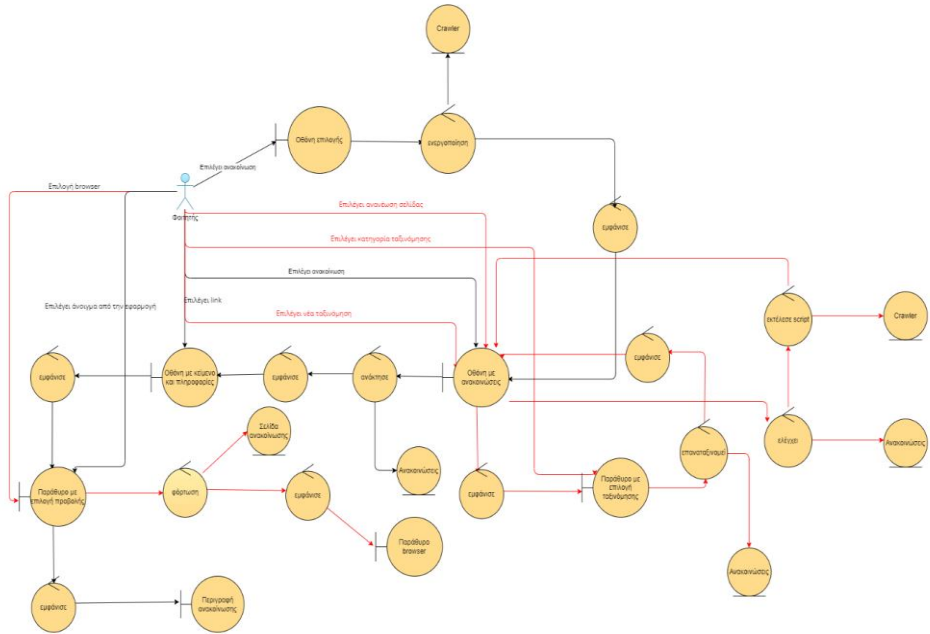 Crawler
Οθόνη επιλογής
ενεργοποίηση
Επιλέγει ανακοίνωση
Επιλογή browser
Φοιτητής
Επιλέγει ανανέωση σελίδας
εμφάνισε
Επιλέγει κατηγορία ταξινόμησης
Επιλέγει ανακοίνωση
Επιλέγει άνοιγμα από την εφαρμογή
Επιλέγει link
Επιλέγει νέα ταξινόμηση
εκτέλεσε script
Crawler
εμφάνισε
Οθόνη με κείμενο
και πληροφορίες
εμφάνισε
ανάκτησε
Οθόνη με
ανακοινώσεις
εμφάνισε
Σελίδα
ανακοίνωσης
επαναταξινομεί
ελέγχει
Ανακοινώσεις
Ανακοινώσεις
Παράθυρο με
επιλογή προβολής
φόρτωση
εμφάνισε
εμφάνισε
Παράθυρο με
επιλογή
ταξινόμησης
Παράθυρο
browser
Ανακοινώσεις
εμφάνισε
Περιγραφή
ανακοίνωσης